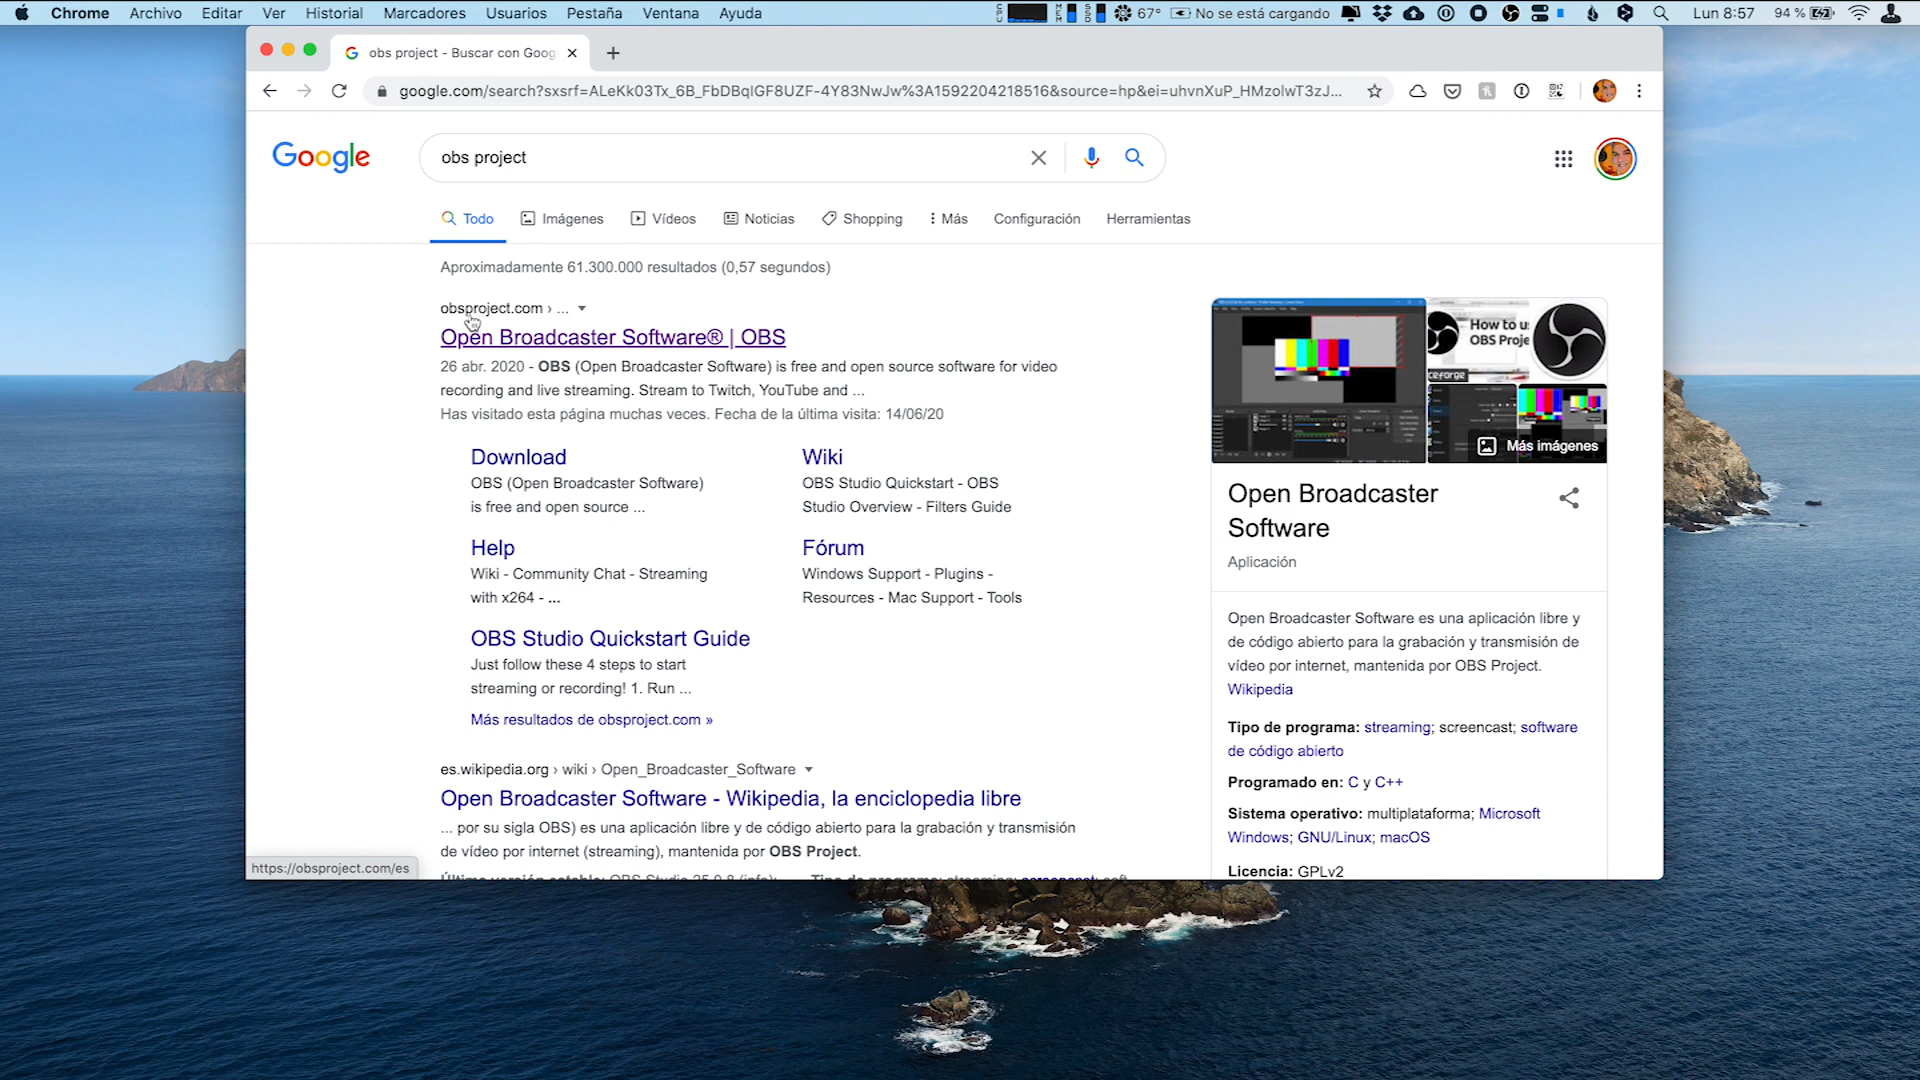 Chrome Archivo Editar Ver Historial Marcadores Usuarios Pestaña Ventana Ayuda 67° No se está cargando Lun 8:57 94 %
obs project - Buscar con Goog
google.com/search?sxsrf=ALeKk03Tx_6B_FbDBqlGF8UZF-4Y83NwJw%3A1592204218516&source=hp&ei=uhvnXuP_HMzolwT3zJ...
Google
obs project
Todo Imágenes Vídeos Noticias Shopping Más Configuración Herramientas
Aproximadamente 61.300.000 resultados (0,57 segundos)
obsproject.com › ...
Open Broadcaster Software® | OBS
26 abr. 2020 - OBS (Open Broadcaster Software) is free and open source software for video
recording and live streaming. Stream to Twitch, YouTube and ...
Has visitado esta página muchas veces. Fecha de la última visita: 14/06/20
Download
OBS (Open Broadcaster Software)
is free and open source ...
Wiki
OBS Studio Quickstart - OBS
Studio Overview - Filters Guide
Help
Wiki - Community Chat - Streaming
with x264 - ...
Fórum
Windows Support - Plugins -
Resources - Mac Support - Tools
OBS Studio Quickstart Guide
Just follow these 4 steps to start
streaming or recording! 1. Run ...
Más resultados de obsproject.com »
es.wikipedia.org › wiki › Open_Broadcaster_Software
Open Broadcaster Software - Wikipedia, la enciclopedia libre
... por su sigla OBS) es una aplicación libre y de código abierto para la grabación y transmisión
de vídeo por internet (streaming), mantenida por OBS Project.
https://obsproject.com/es
How to u
OBS Proje
ceforge
Más imágenes
Open Broadcaster
Software
Aplicación
Open Broadcaster Software es una aplicación libre y
de código abierto para la grabación y transmisión de
vídeo por internet, mantenida por OBS Project.
Wikipedia
Tipo de programa: streaming; screencast; software
de código abierto
Programado en: C y C++
Sistema operativo: multiplataforma; Microsoft
Windows; GNU/Linux; macOS
Licencia: GPLv2